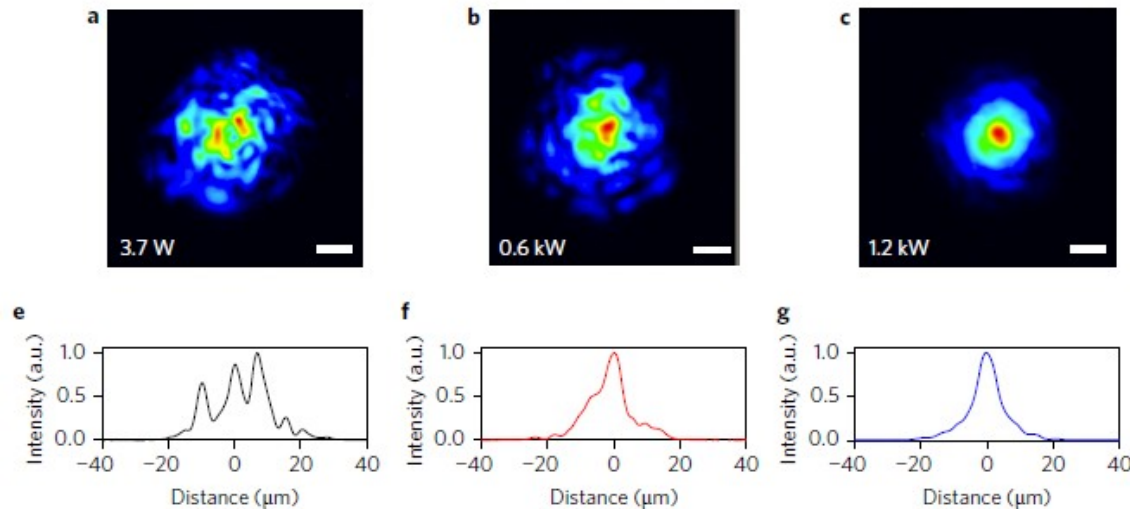 a b c
3.7 W 0.6 kW 1.2 kW
e f g
Intensity (a.u.)
1.0
0.5
0.0
−40 −20 0 20 40
Distance (μm)
Intensity (a.u.)
1.0
0.5
0.0
−40 −20 0 20 40
Distance (μm)
Intensity (a.u.)
1.0
0.5
0.0
−40 −20 0 20 40
Distance (μm)